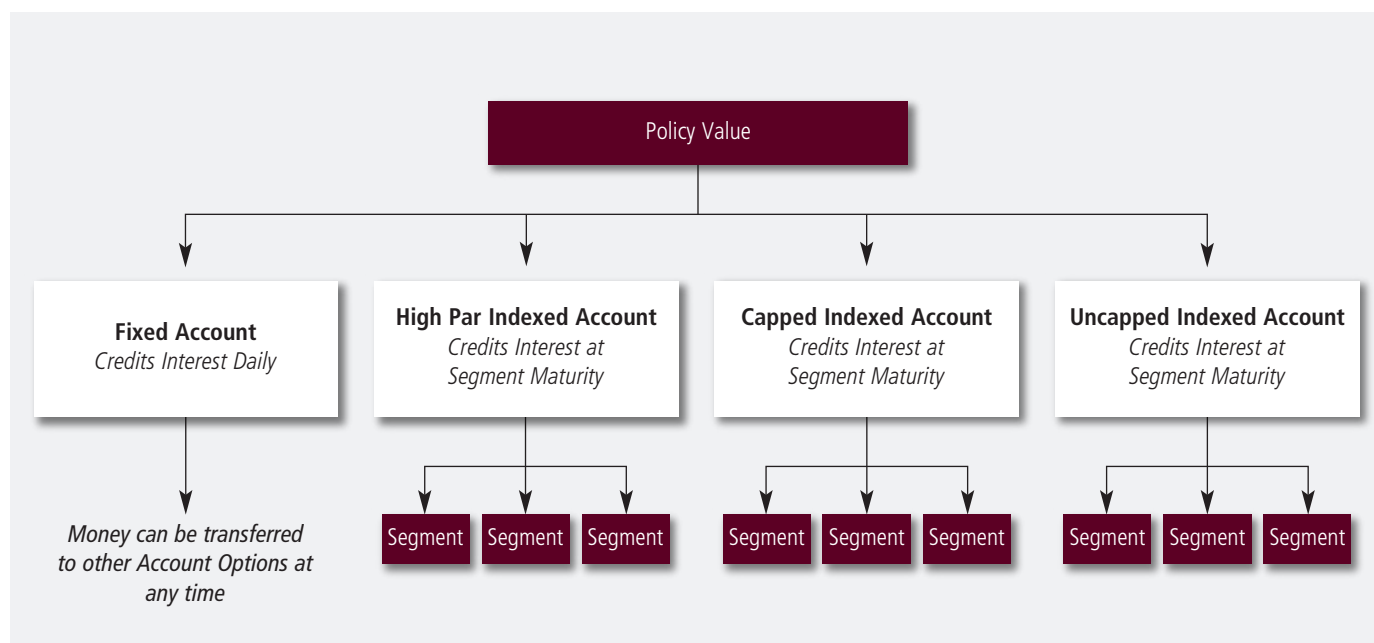 Policy Value
Fixed Account
Credits Interest Daily
High Par Indexed Account
Credits Interest at
Segment Maturity
Capped Indexed Account
Credits Interest at
Segment Maturity
Uncapped Indexed Account
Credits Interest at
Segment Maturity
Money can be transferred
to other Account Options at
any time
Segment
Segment
Segment
Segment
Segment
Segment
Segment
Segment
Segment